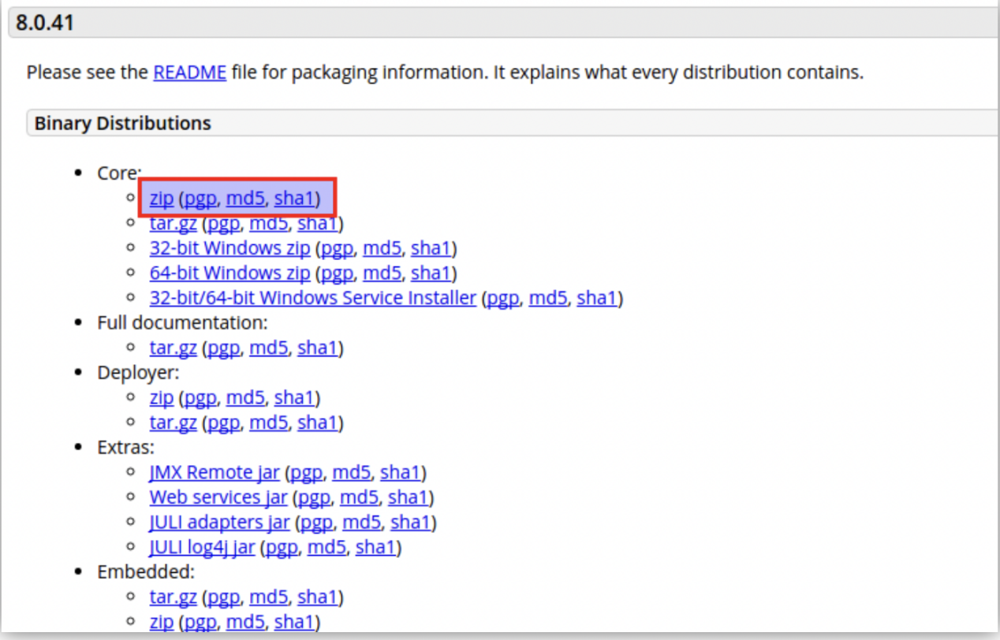 8.0.41
Please see the README file for packaging information. It explains what every distribution contains.
Binary Distributions
• Core:
◦ zip (pgp, md5, sha1)
◦ tar.gz (pgp, md5, sha1)
◦ 32-bit Windows zip (pgp, md5, sha1)
◦ 64-bit Windows zip (pgp, md5, sha1)
◦ 32-bit/64-bit Windows Service Installer (pgp, md5, sha1)
• Full documentation:
◦ tar.gz (pgp, md5, sha1)
• Deployer:
◦ zip (pgp, md5, sha1)
◦ tar.gz (pgp, md5, sha1)
• Extras:
◦ JMX Remote jar (pgp, md5, sha1)
◦ Web services jar (pgp, md5, sha1)
◦ JULI adapters jar (pgp, md5, sha1)
◦ JULI log4j jar (pgp, md5, sha1)
• Embedded:
◦ tar.gz (pgp, md5, sha1)
◦ zip (pgp, md5, sha1)